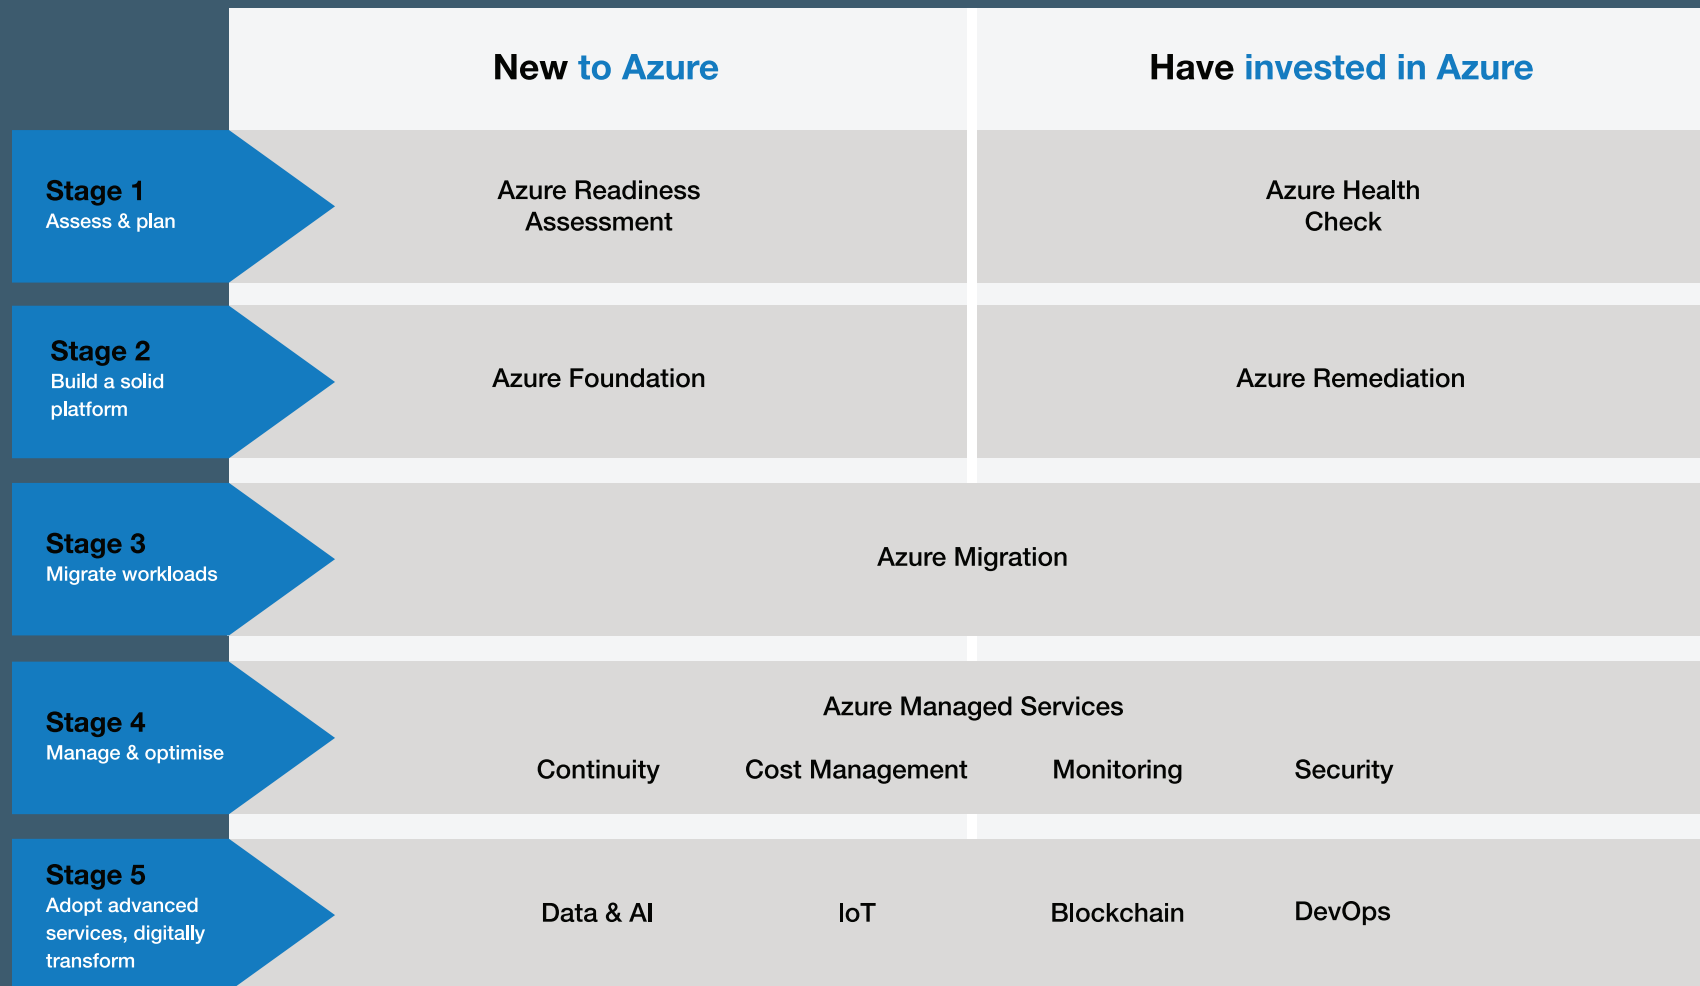 New to Azure
Have invested in Azure
Stage 1
Assess & plan
Azure Readiness
Assessment
Azure Health
Check
Stage 2
Build a solid
platform
Azure Foundation
Azure Remediation
Stage 3
Migrate workloads
Azure Migration
Stage 4
Manage & optimise
Azure Managed Services
Continuity
Cost Management
Monitoring
Security
Stage 5
Adopt advanced
services, digitally
transform
Data & AI
IoT
Blockchain
DevOps